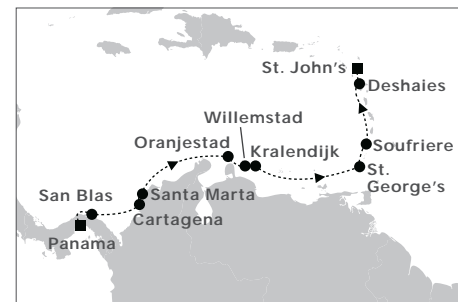 St. John's
Deshaies
Willemstad
Oranjestad
Kralendijk
Soufriere
St.
George's
San Blas
Santa Marta
Cartagena
Panama